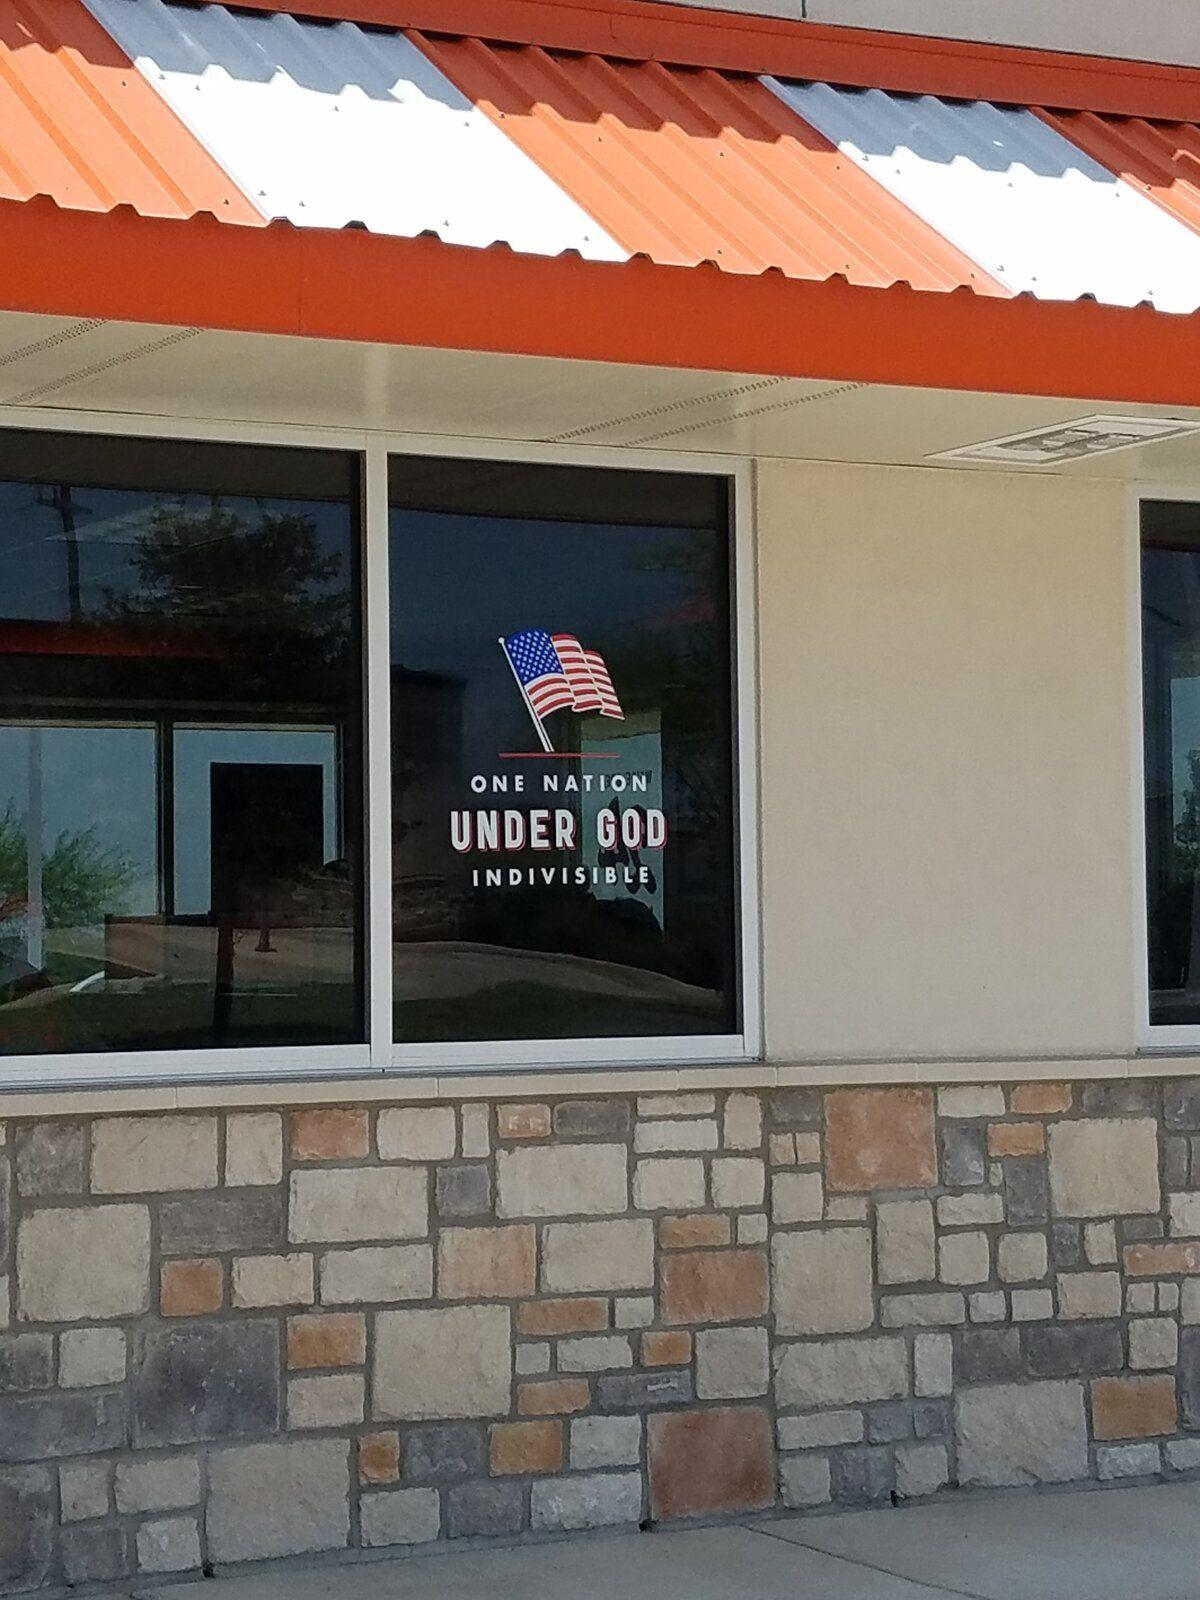 ONE NATION
UNDER GOD
INDIVISIBLE